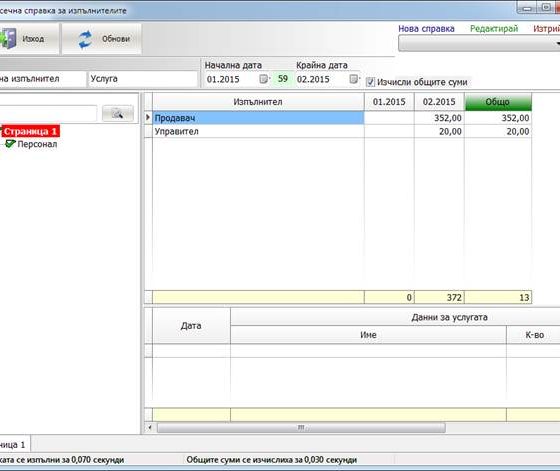 сечна справка за изпълнителите
Изход
Обнови
Нова справка
Редактирай
Изтрий
Начална дата
Крайна дата
на изпълнител
Услуга
01.2015
59
02.2015
Изчисли общите суми
Страница 1
Персонал
Изпълнител 01.2015 02.2015 Общо
Продавач 352,00 352,00
Управител 20,00 20,00
0 372 13
Дата
Данни за услугата
Име
К-во
ница 1
ката се изпълни за 0,070 секунди
Общите суми се изчислиха за 0,030 секунди